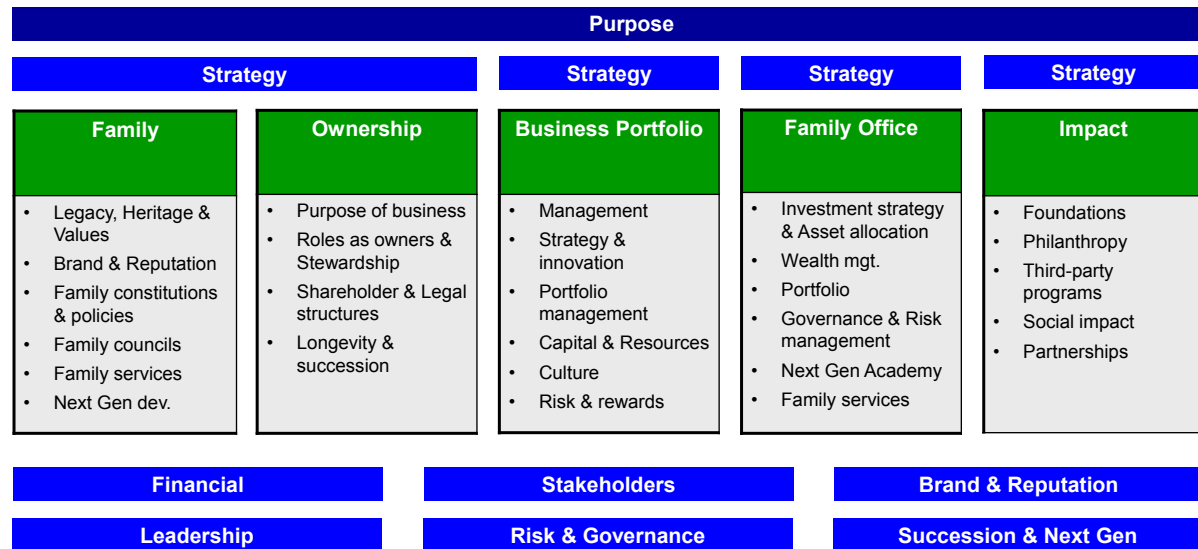 Purpose
Strategy
Strategy
Strategy
Strategy
Family
• Legacy, Heritage &
Values
• Brand & Reputation
• Family constitutions
& policies
• Family councils
• Family services
• Next Gen dev.
Ownership
• Purpose of business
• Roles as owners &
Stewardship
• Shareholder & Legal
structures
• Longevity &
succession
Business Portfolio
• Management
• Strategy &
innovation
• Portfolio
management
• Capital & Resources
• Culture
• Risk & rewards
Family Office
• Investment strategy
& Asset allocation
• Wealth mgt.
• Portfolio
• Governance & Risk
management
• Next Gen Academy
• Family services
Impact
• Foundations
• Philanthropy
• Third-party
programs
• Social impact
• Partnerships
Financial
Stakeholders
Brand & Reputation
Leadership
Risk & Governance
Succession & Next Gen